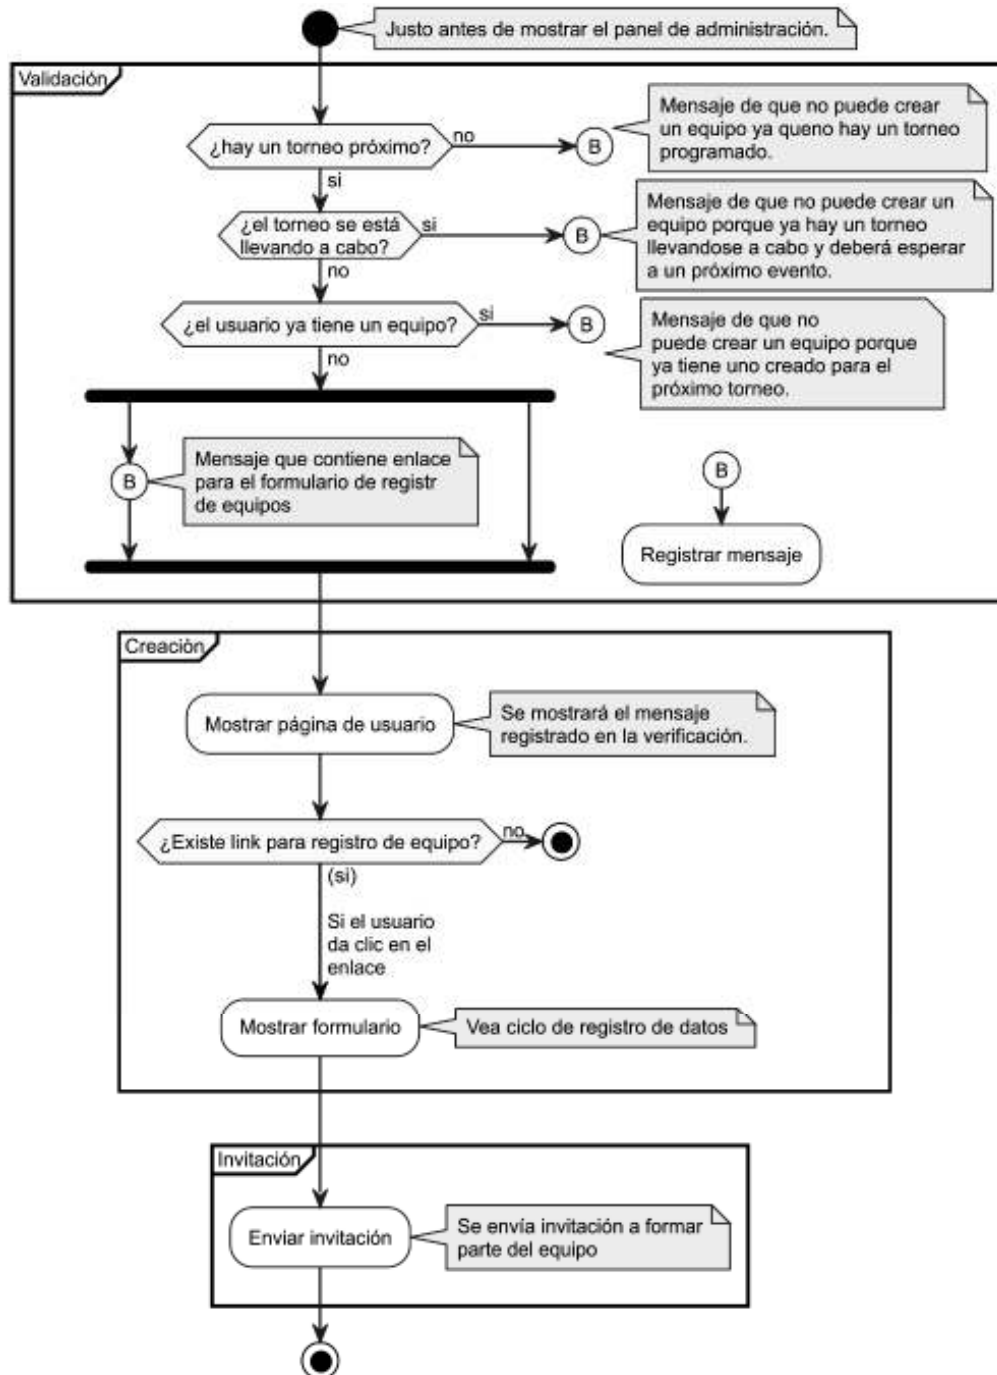 Justo antes de mostrar el panel de administración.
Validación
¿hay un torneo próximo?
no
B
Mensaje de que no puede crear
un equipo ya queno hay un torneo
programado.
si
¿el torneo se está
llevando a cabo?
si
B
Mensaje de que no puede crear un
equipo porque ya hay un torneo
llevandose a cabo y deberá esperar
a un próximo evento.
no
¿el usuario ya tiene un equipo?
si
B
Mensaje de que no
puede crear un equipo porque
ya tiene uno creado para el
próximo torneo.
no
B
Mensaje que contiene enlace
para el formulario de registr
de equipos
B
Registrar mensaje
Creación
Mostrar página de usuario
Se mostrará el mensaje
registrado en la verificación.
¿Existe link para registro de equipo?
no
(si)
Si el usuario
da clic en el
enlace
Mostrar formulario
Vea ciclo de registro de datos
Invitación
Enviar invitación
Se envía invitación a formar
parte del equipo